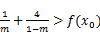 1/m + 4/(1−m) > f(x₀)